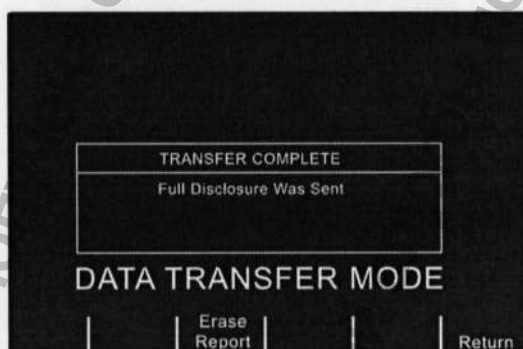 TRANSFER COMPLETE
Full Disclosure Was Sent
DATA TRANSFER MODE
Erase
Report
Return